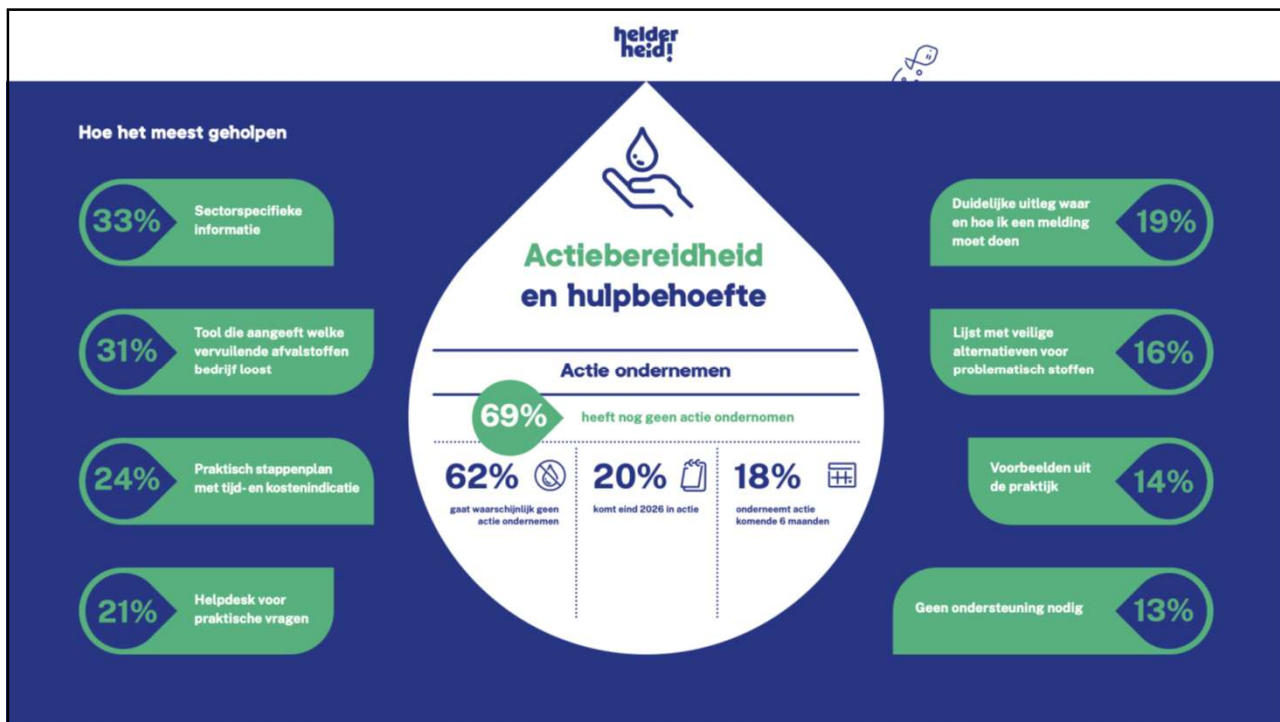 helder
heid!
Hoe het meest geholpen
33%
Sectorspecifieke
informatie
31%
Tool die aangeeft welke
vervuilende afvalstoffen
bedrijf loost
24%
Praktisch stappenplan
met tijd- en kostenindicatie
21%
Helpdesk voor
praktische vragen
Actiebereidheid
en hulpbehoefte
Actie ondernemen
69%
heeft nog geen actie ondernomen
62%
gaat waarschijnlijk geen
actie ondernemen
20%
komt eind 2026 in actie
18%
onderneemt actie
komende 6 maanden
Duidelijke uitleg waar
en hoe ik een melding
moet doen
19%
Lijst met veilige
alternatieven voor
problematisch stoffen
16%
Voorbeelden uit
de praktijk
14%
Geen ondersteuning nodig
13%